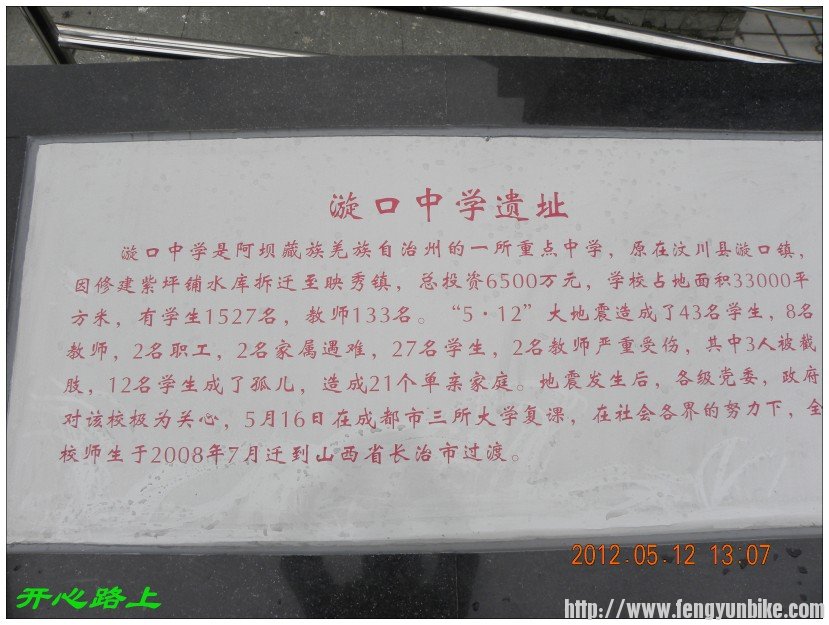 漩口中学遗址
漩口中学是阿坝藏族羌族自治州的一所重点中学，原在汶川县漩口镇，
因修建紫坪铺水库拆迁至映秀镇，总投资6500万元，学校占地面积33000平
方米，有学生1527名，教师133名。“5·12”大地震造成了43名学生，8名
教师，2名职工，2名家属遇难，27名学生，2名教师严重受伤，其中3人被截
肢，12名学生成了孤儿，造成21个单亲家庭。地震发生后，各级党委，政府
对该校极为关心，5月16日在成都市三所大学复课，在社会各界的努力下，全
校师生于2008年7月迁到山西省长治市过渡。
2012.05.12 13:07
开心路上
http://www.fengyunbike.com